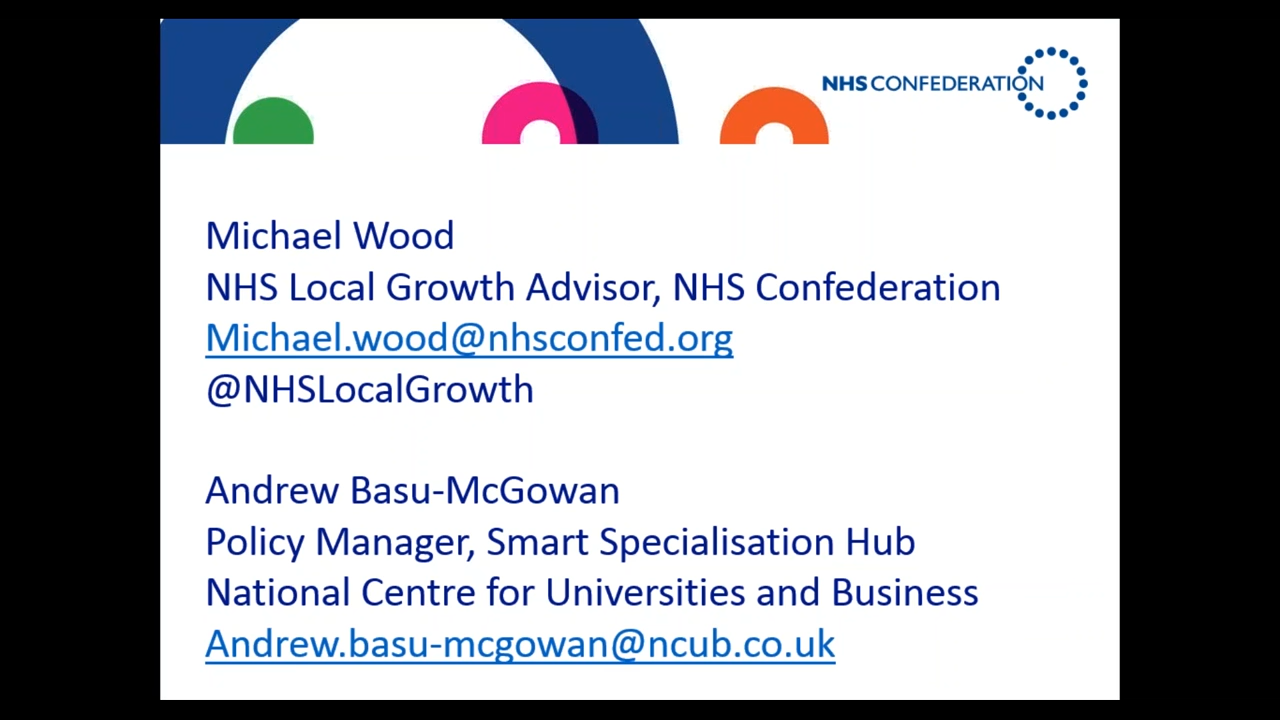 NHS CONFEDERATION
Michael Wood
NHS Local Growth Advisor, NHS Confederation
Michael.wood@nhsconfed.org
@NHSLocalGrowth
Andrew Basu-McGowan
Policy Manager, Smart Specialisation Hub
National Centre for Universities and Business
Andrew.basu-mcgowan@ncub.co.uk